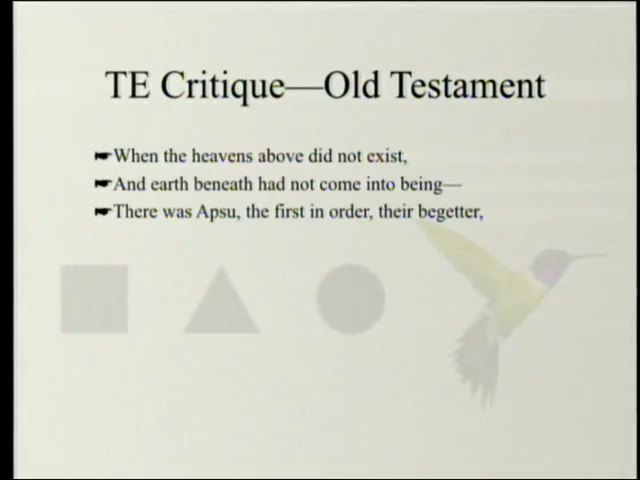 TE Critique—Old Testament
When the heavens above did not exist,
And earth beneath had not come into being—
There was Apsu, the first in order, their begetter,